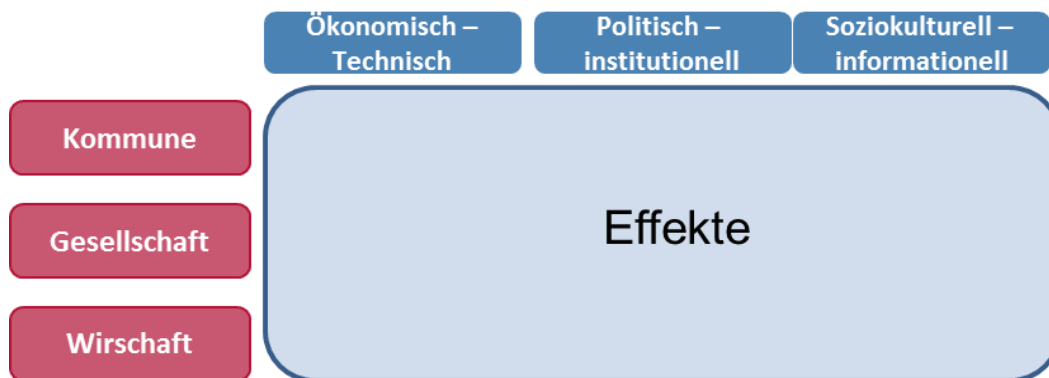 Ökonomisch –
Technisch
Politisch –
institutionell
Soziokulturell –
informationell
Kommune
Gesellschaft
Wirschaft
Effekte